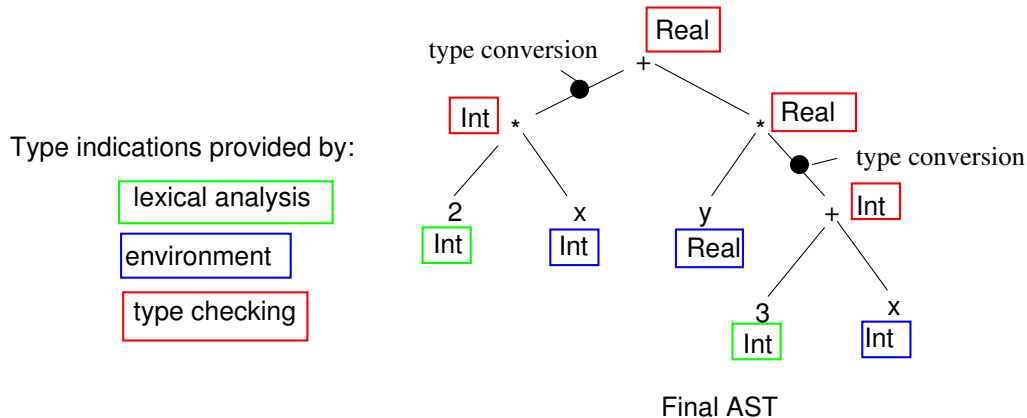 Real
type conversion
+
Int
*
*
Real
Type indications provided by:
type conversion
lexical analysis
2
x
y
+
Int
environment
Int
Int
Real
type checking
3
x
Int
Int
Final AST